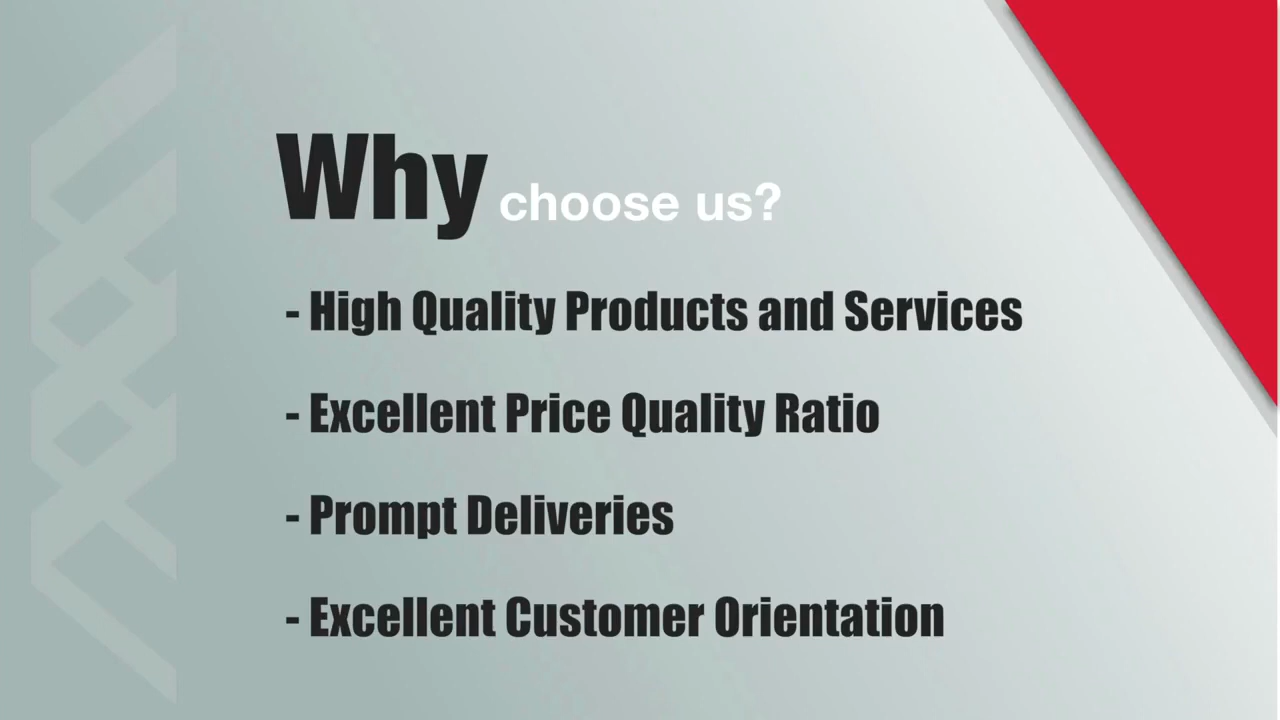 Why choose us?
- High Quality Products and Services
- Excellent Price Quality Ratio
- Prompt Deliveries
- Excellent Customer Orientation